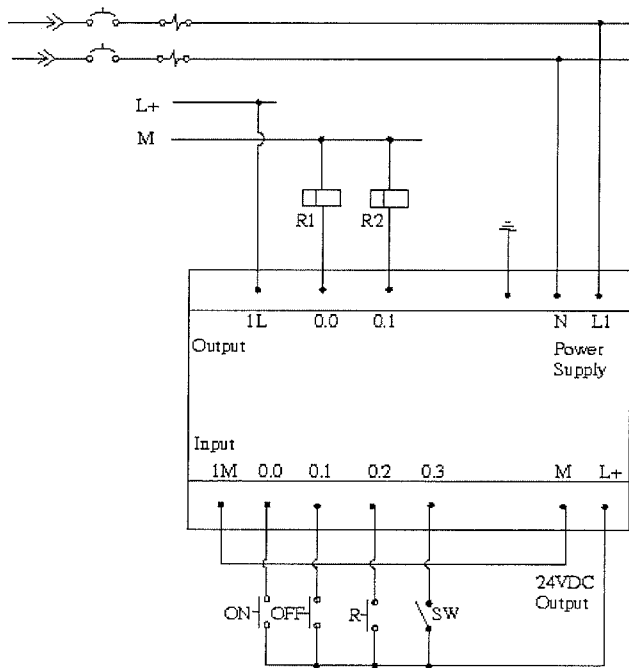 L+
M
R1 R2
1L 0.0 0.1 N L1
Output Power
Supply
Input
1M 0.0 0.1 0.2 0.3 M L+
24VDC
Output
ON OFF R SW